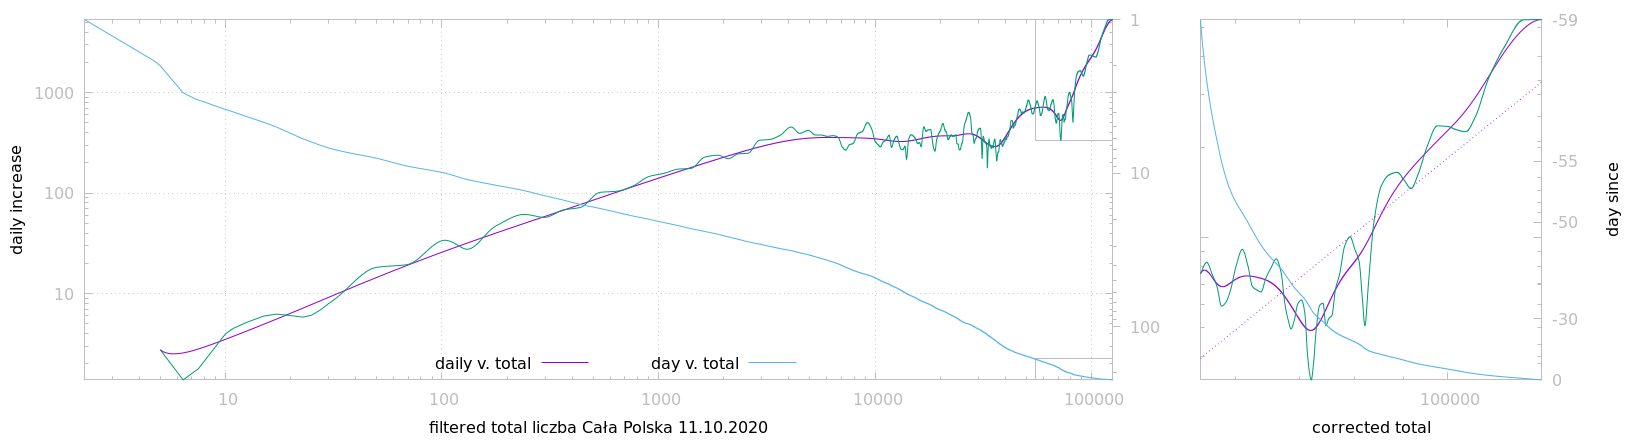 1 -59
1000
daily increase
100
10
10
100
-55
-50
-30
0
day since
daily v. total day v. total
10 100 1000 10000 100000 100000
filtered total liczba Cała Polska 11.10.2020 corrected total